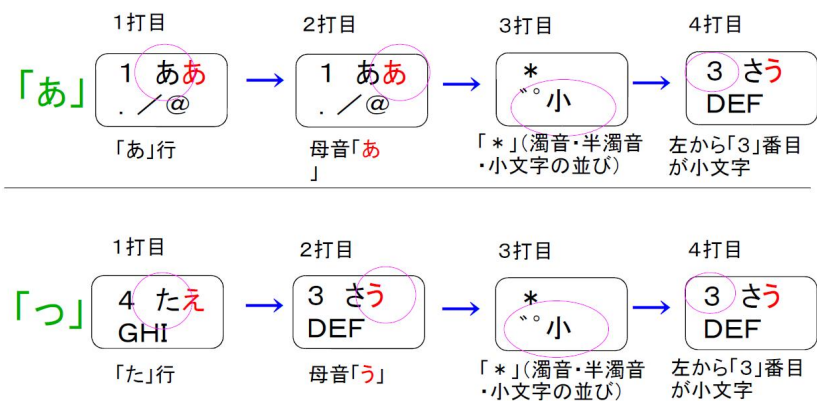 1打目
2打目
3打目
4打目
「あ」
1 ああ
. ／@
1 ああ
. ／@
*
゛゜小
3 さう
DEF
「あ」行
母音「あ
」
「*」(濁音・半濁音
・小文字の並び)
左から「3」番目
が小文字
1打目
2打目
3打目
4打目
「つ」
4 たえ
GHI
3 さう
DEF
*
゛゜小
3 さう
DEF
「た」行
母音「う」
「*」(濁音・半濁音
・小文字の並び)
左から「3」番目
が小文字